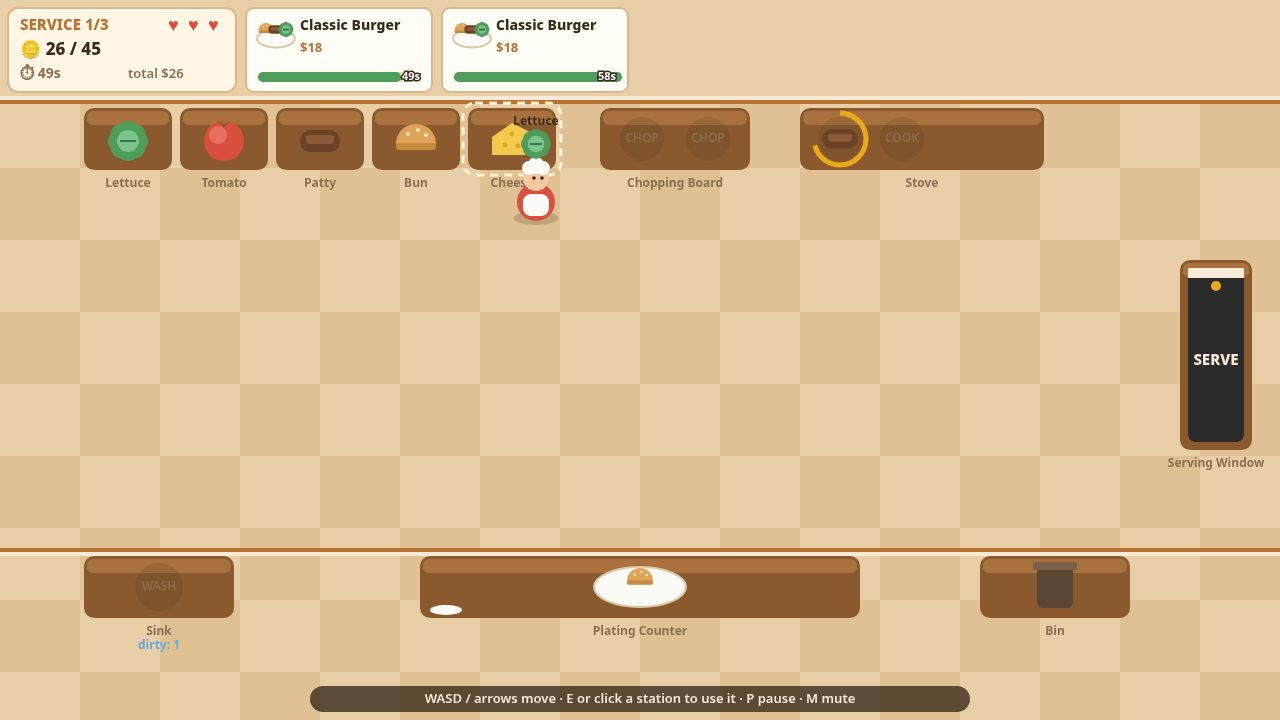 SERVICE 1/3
26 / 45
49s
total $26
Classic Burger
$18
49s
Classic Burger
$18
58s
Lettuce
CHOP
CHOP
COOK
Lettuce
Tomato
Patty
Bun
Chees
Chopping Board
Stove
SERVE
Serving Window
WASH
Sink
dirty: 1
Plating Counter
Bin
WASD / arrows move · E or click a station to use it · P pause · M mute